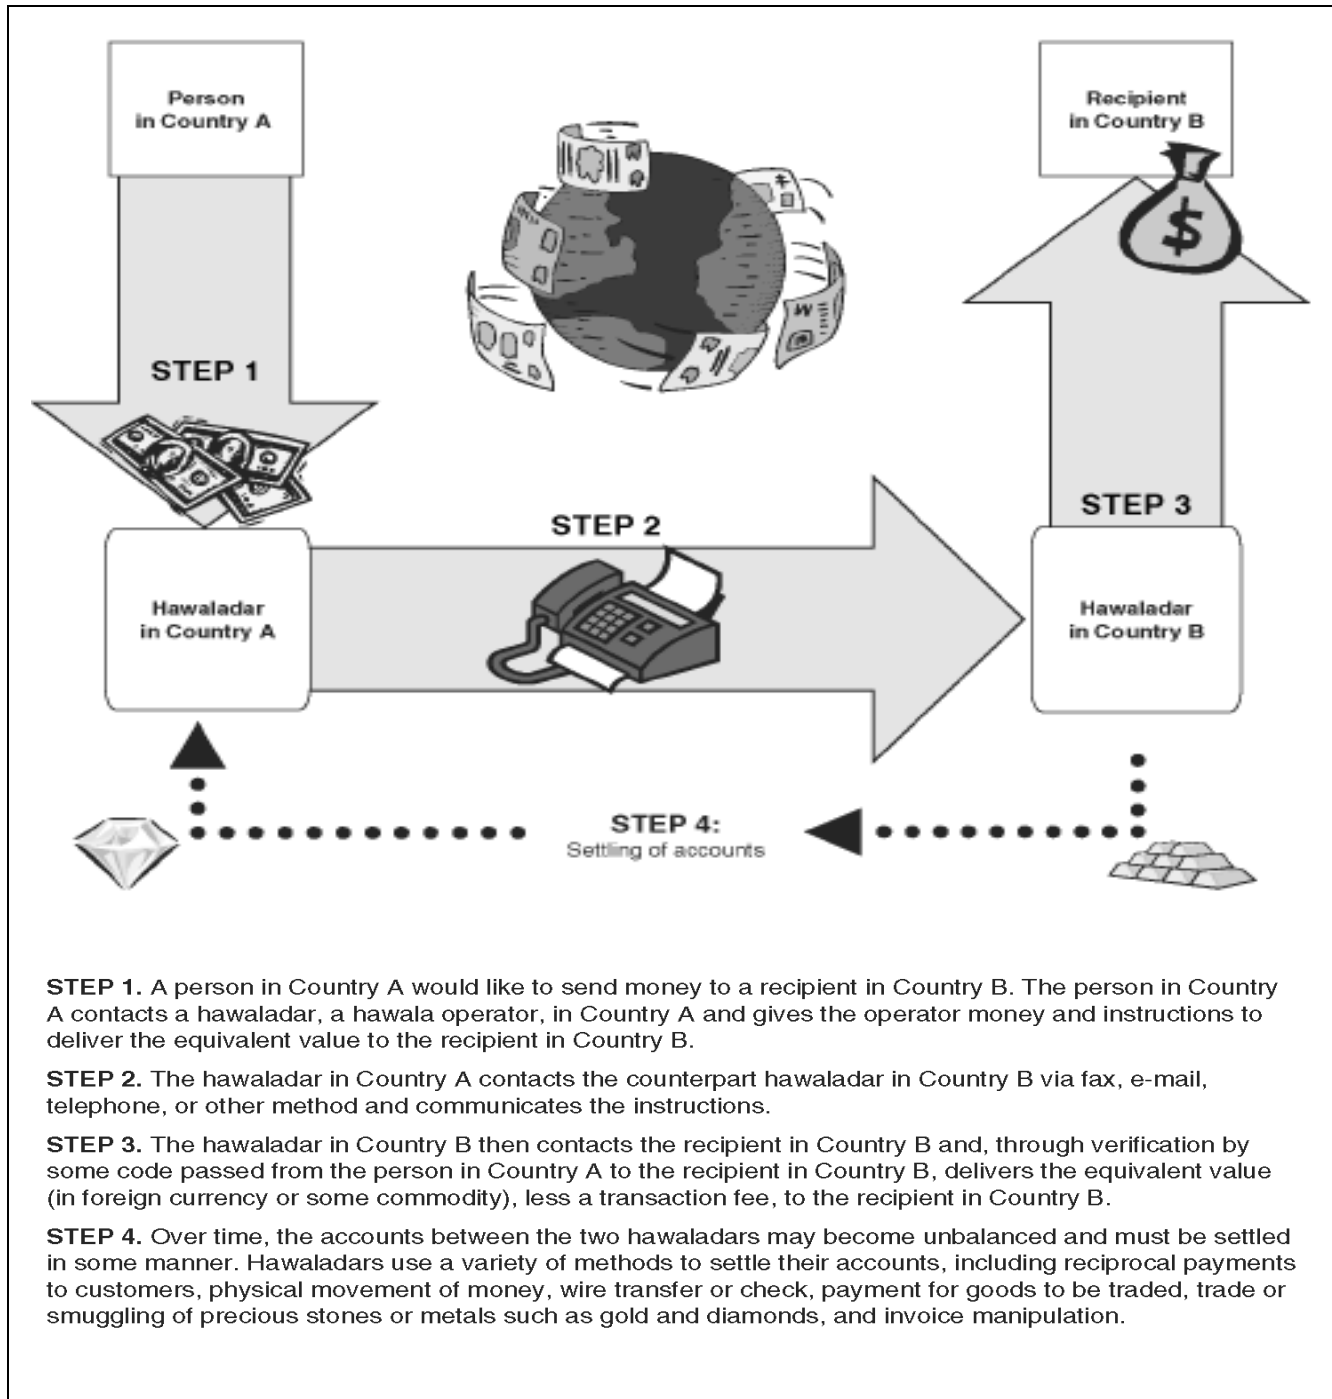 Person
in Country A
Recipient
in Country B
$
STEP 1
STEP 2
STEP 3
Hawaladar
in Country A
Hawaladar
in Country B
STEP 4:
Settling of accounts
STEP 1. A person in Country A would like to send money to a recipient in Country B. The person in Country
A contacts a hawaladar, a hawala operator, in Country A and gives the operator money and instructions to
deliver the equivalent value to the recipient in Country B.
STEP 2. The hawaladar in Country A contacts the counterpart hawaladar in Country B via fax, e-mail,
telephone, or other method and communicates the instructions.
STEP 3. The hawaladar in Country B then contacts the recipient in Country B and, through verification by
some code passed from the person in Country A to the recipient in Country B, delivers the equivalent value
(in foreign currency or some commodity), less a transaction fee, to the recipient in Country B.
STEP 4. Over time, the accounts between the two hawaladars may become unbalanced and must be settled
in some manner. Hawaladars use a variety of methods to settle their accounts, including reciprocal payments
to customers, physical movement of money, wire transfer or check, payment for goods to be traded, trade or
smuggling of precious stones or metals such as gold and diamonds, and invoice manipulation.